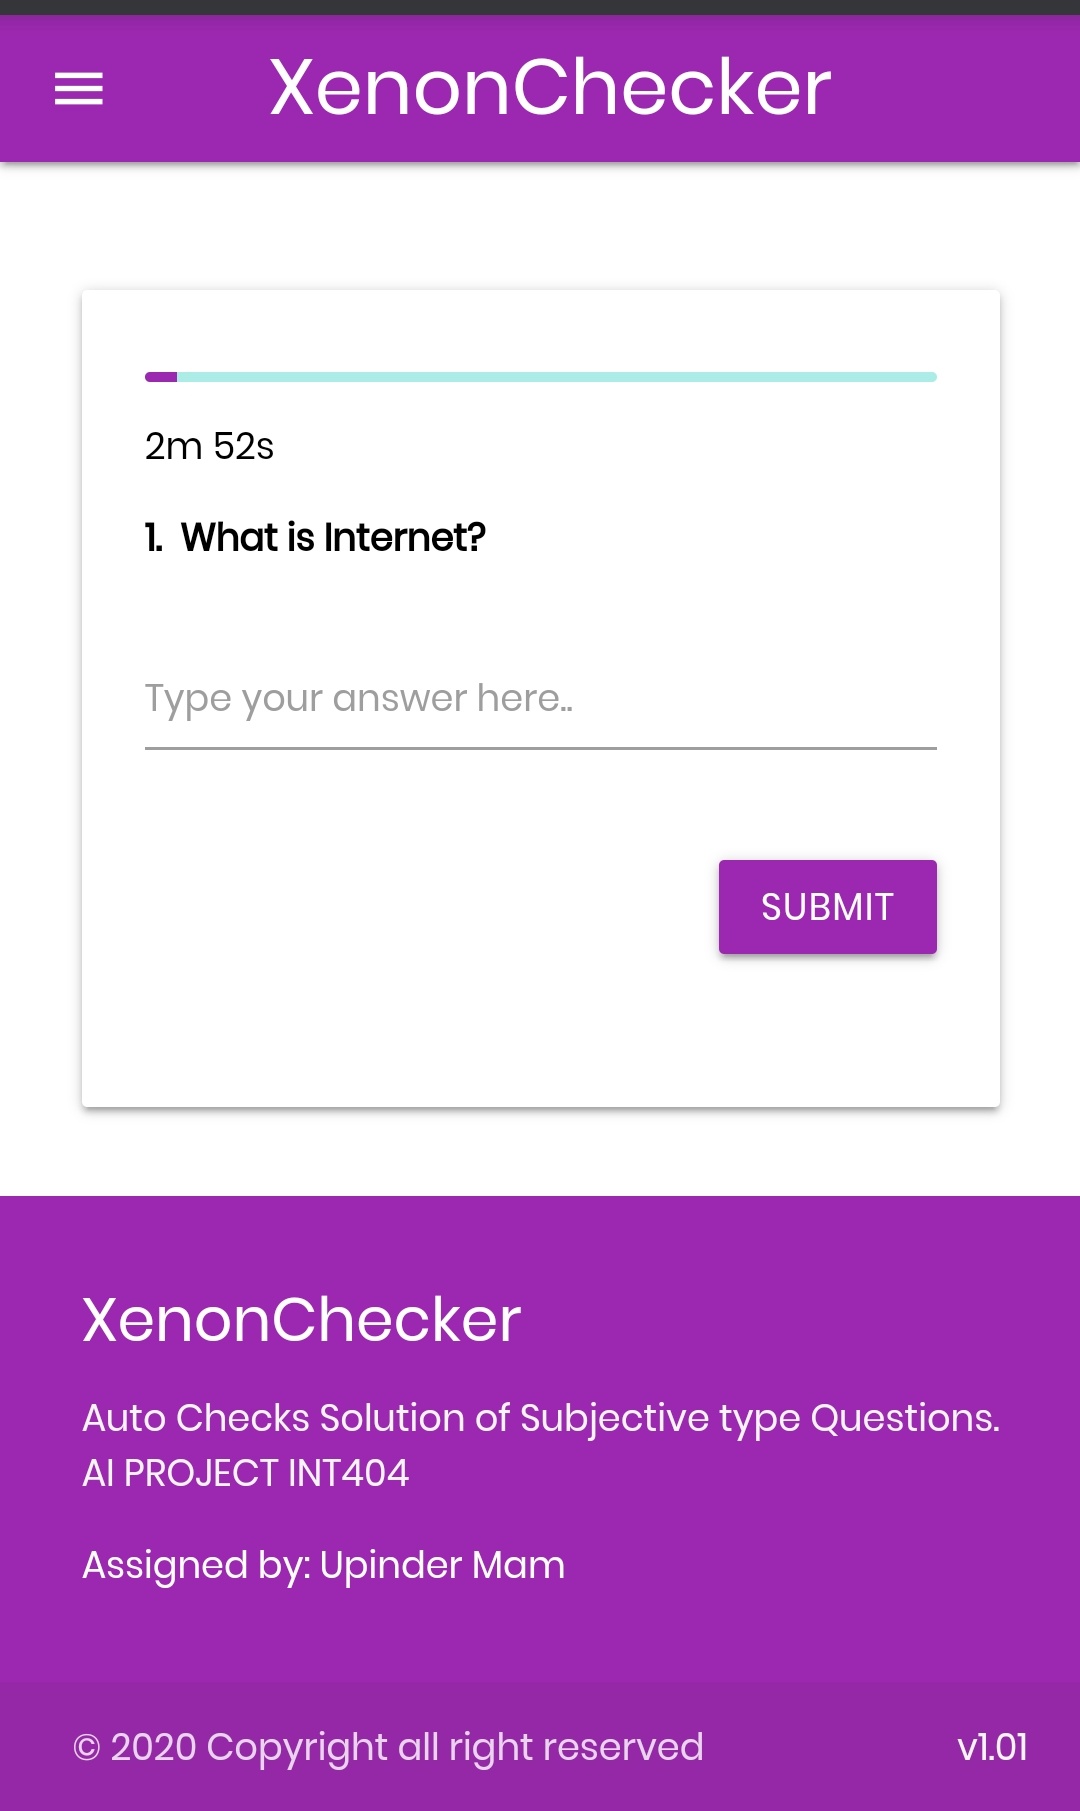 XenonChecker
2m 52s
1. What is Internet?
Type your answer here..
SUBMIT
XenonChecker
Auto Checks Solution of Subjective type Questions.
AI PROJECT INT404
Assigned by: Upinder Mam
© 2020 Copyright all right reserved
v1.01